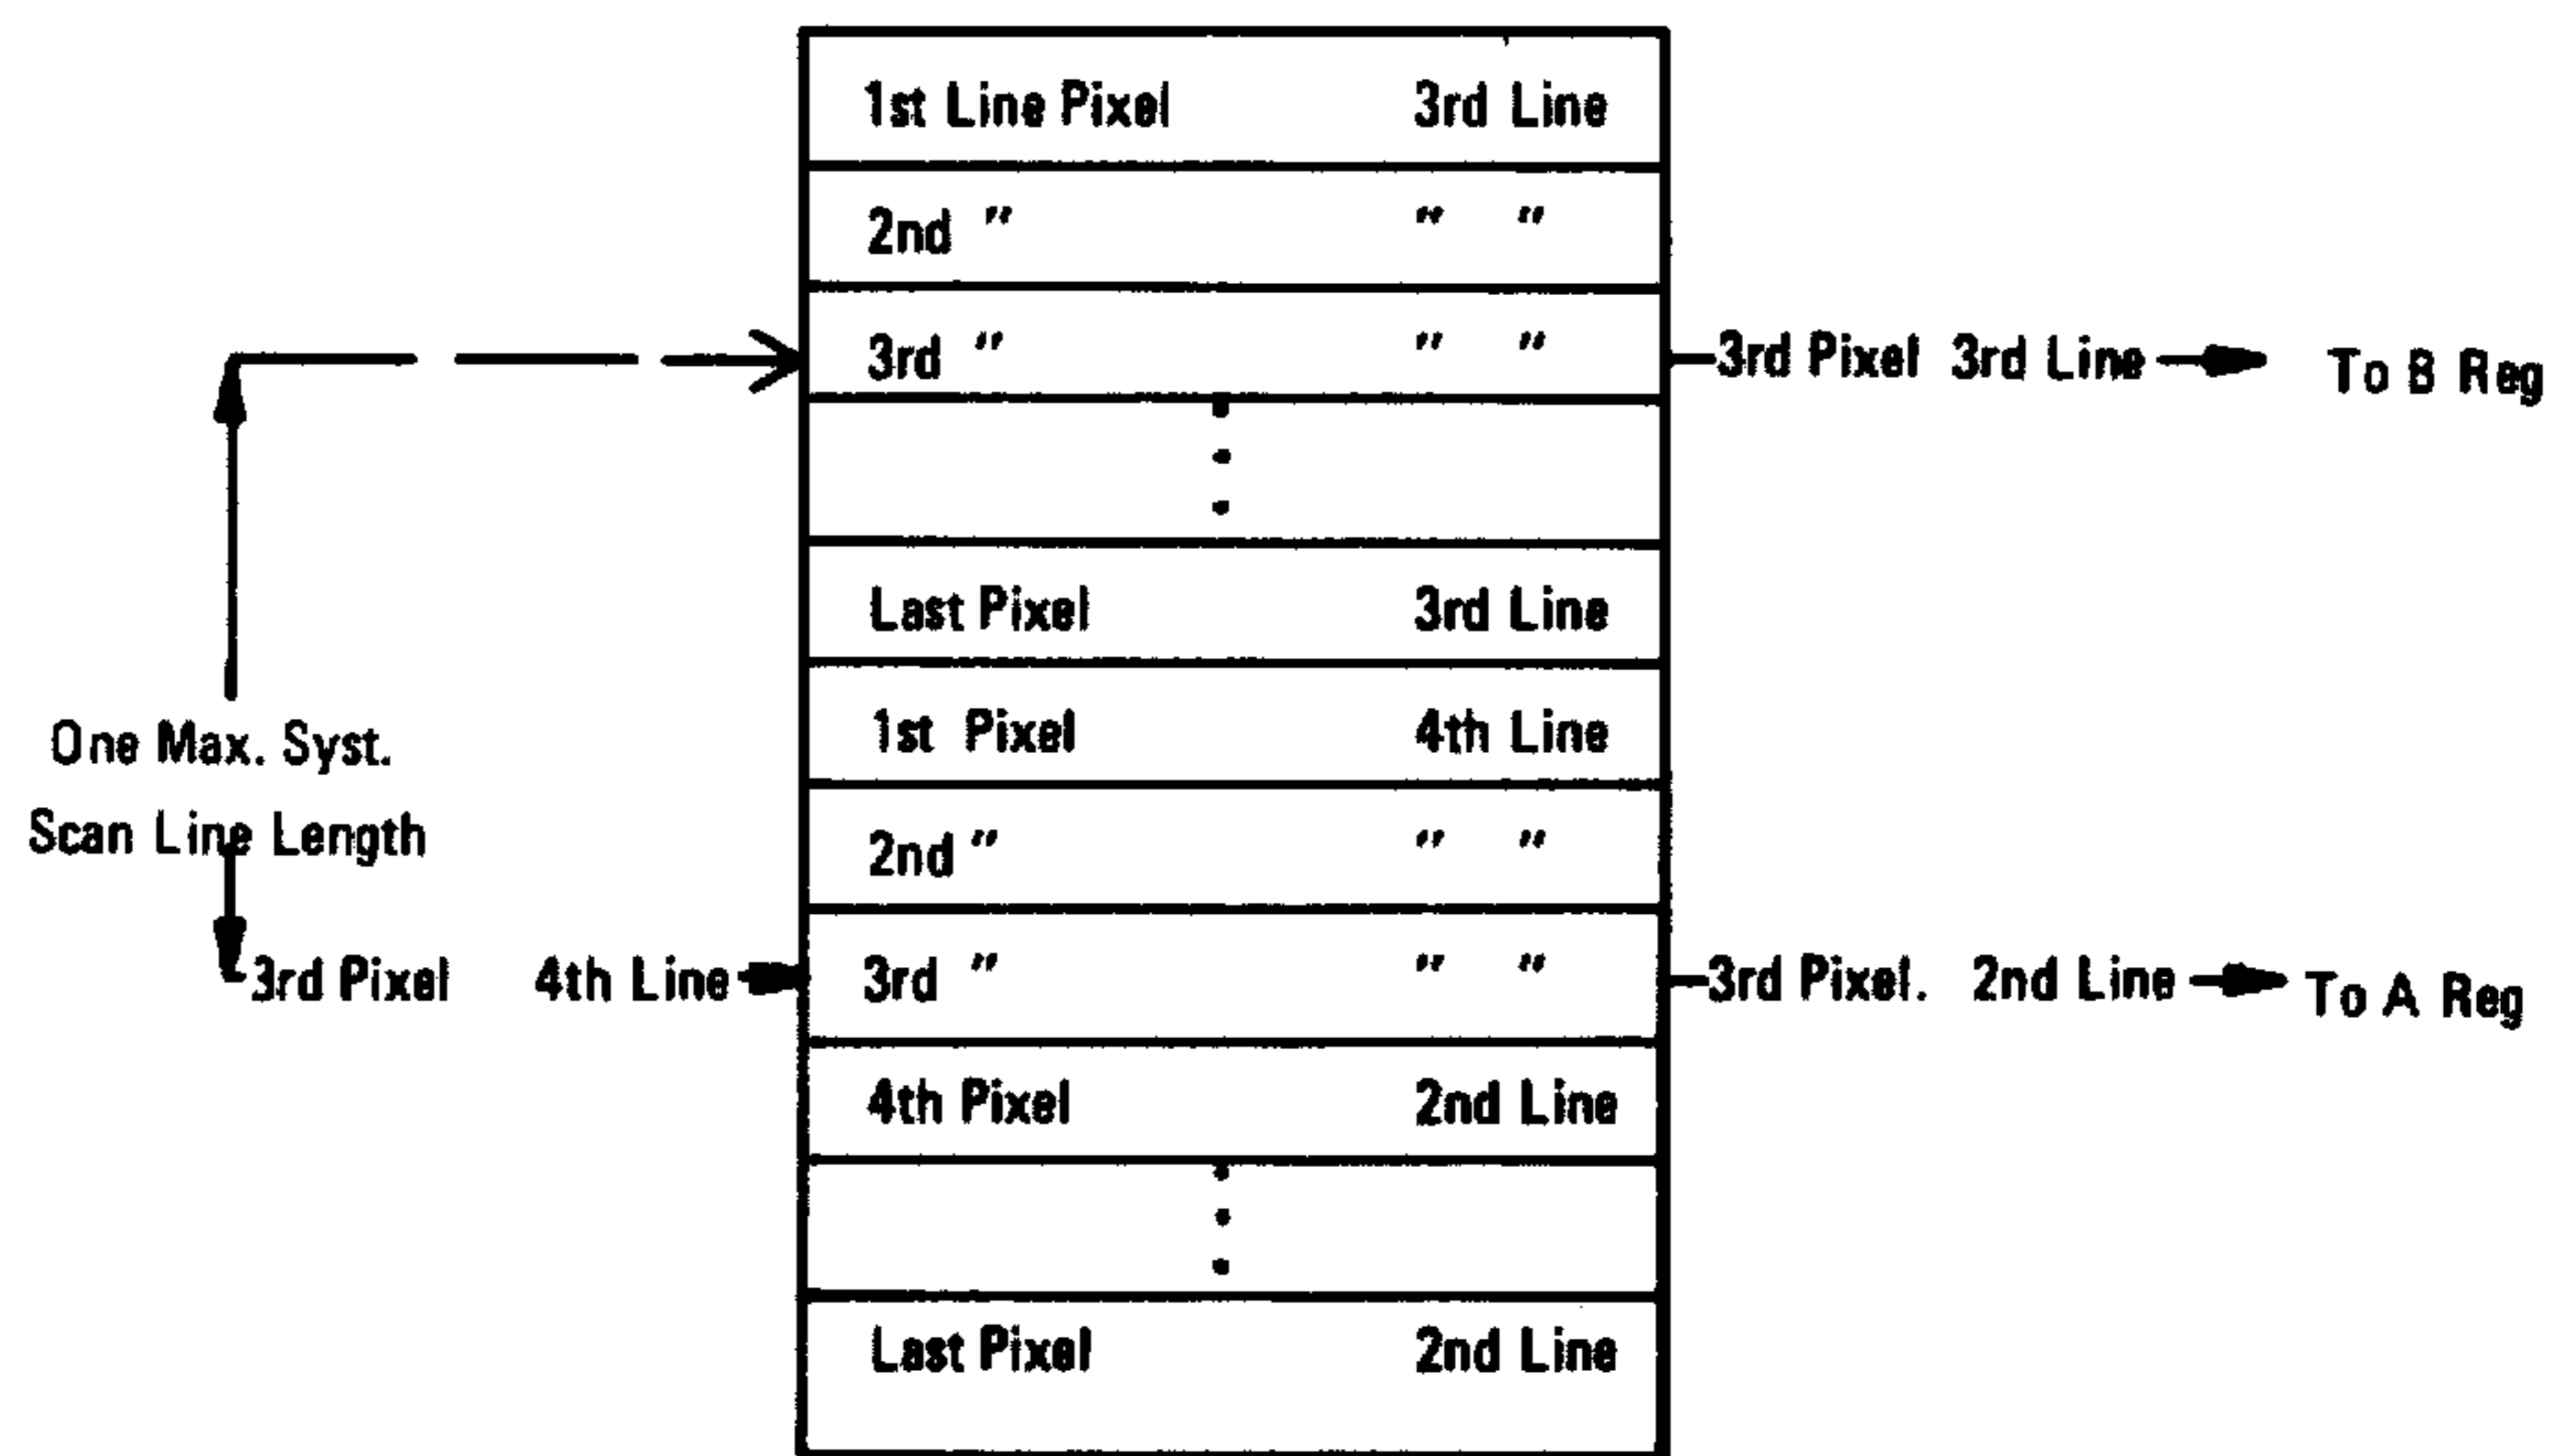 1st Line Pixel 3rd Line
2nd " " "
3rd " " "
3rd Pixel 3rd Line To B Reg
Last Pixel 3rd Line
1st Pixel 4th Line
One Max. Syst.
Scan Line Length
2nd " " "
3rd Pixel 4th Line
3rd " " "
3rd Pixel. 2nd Line To A Reg
4th Pixel 2nd Line
Last Pixel 2nd Line